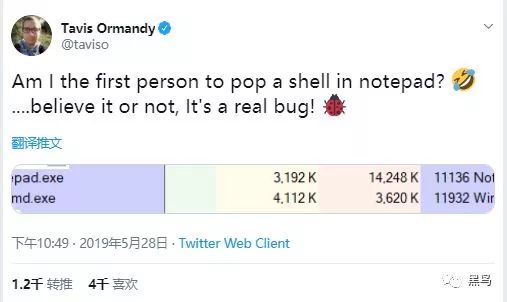 Tavis Ormandy
@taviso
Am I the first person to pop a shell in notepad? 🤣
....believe it or not, It's a real bug! 🐞
翻译推文
epad.exe 3,192 K 14,248 K 11136 Not
md.exe 4,112 K 3,620 K 11932 Win
下午10:49 · 2019年5月28日 · Twitter Web Client
1.2千 转推 4千 喜欢
黑鸟